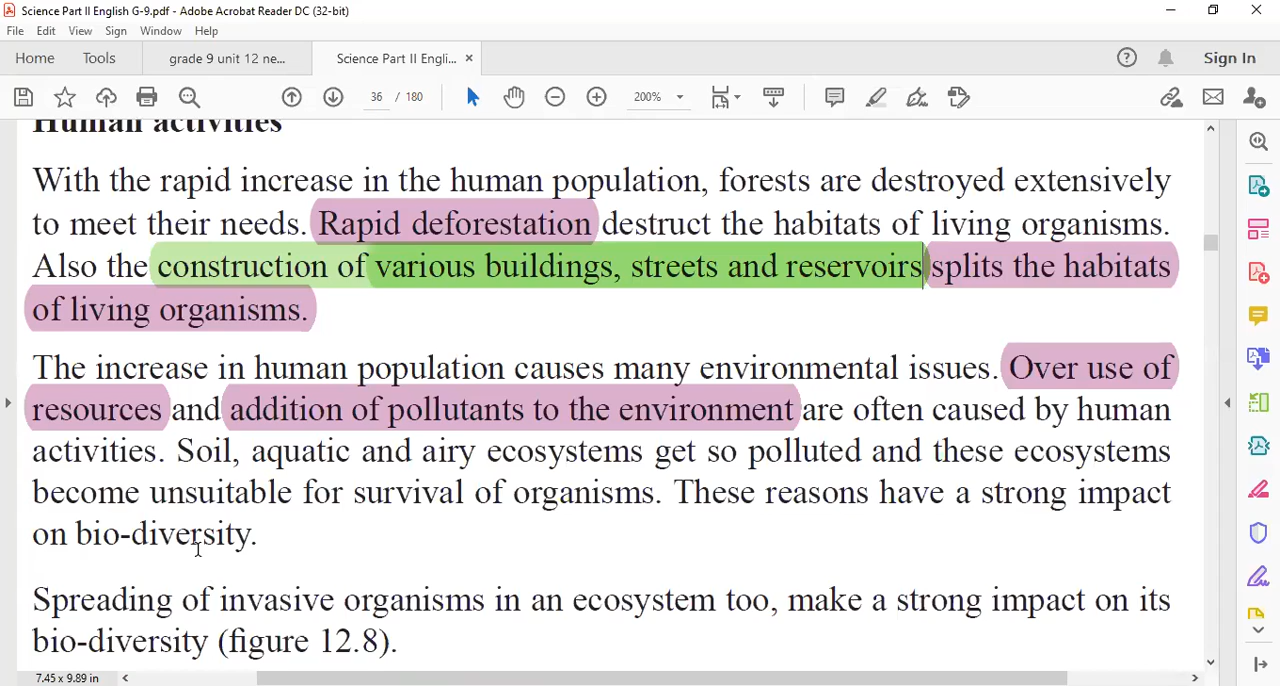 Science Part II English G-9.pdf - Adobe Acrobat Reader DC (32-bit)
File Edit View Sign Window Help
Home Tools grade 9 unit 12 ne... Science Part II Engli... ×
Sign In
36 / 180
200%
Human activities
With the rapid increase in the human population, forests are destroyed extensively
to meet their needs. Rapid deforestation destruct the habitats of living organisms.
Also the construction of various buildings, streets and reservoirs splits the habitats
of living organisms.
The increase in human population causes many environmental issues. Over use of
resources and addition of pollutants to the environment are often caused by human
activities. Soil, aquatic and airy ecosystems get so polluted and these ecosystems
become unsuitable for survival of organisms. These reasons have a strong impact
on bio-diversity.
Spreading of invasive organisms in an ecosystem too, make a strong impact on its
bio-diversity (figure 12.8).
7.45 x 9.89 in